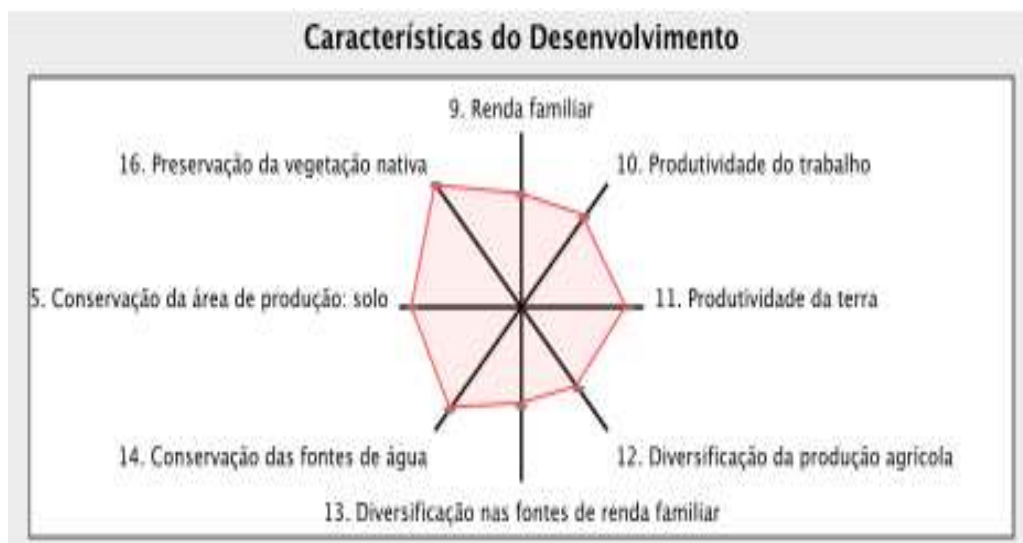 Características do Desenvolvimento
9. Renda familiar
16. Preservação da vegetação nativa
10. Produtividade do trabalho
5. Conservação da área de produção: solo
11. Produtividade da terra
14. Conservação das fontes de água
12. Diversificação da produção agrícola
13. Diversificação nas fontes de renda familiar